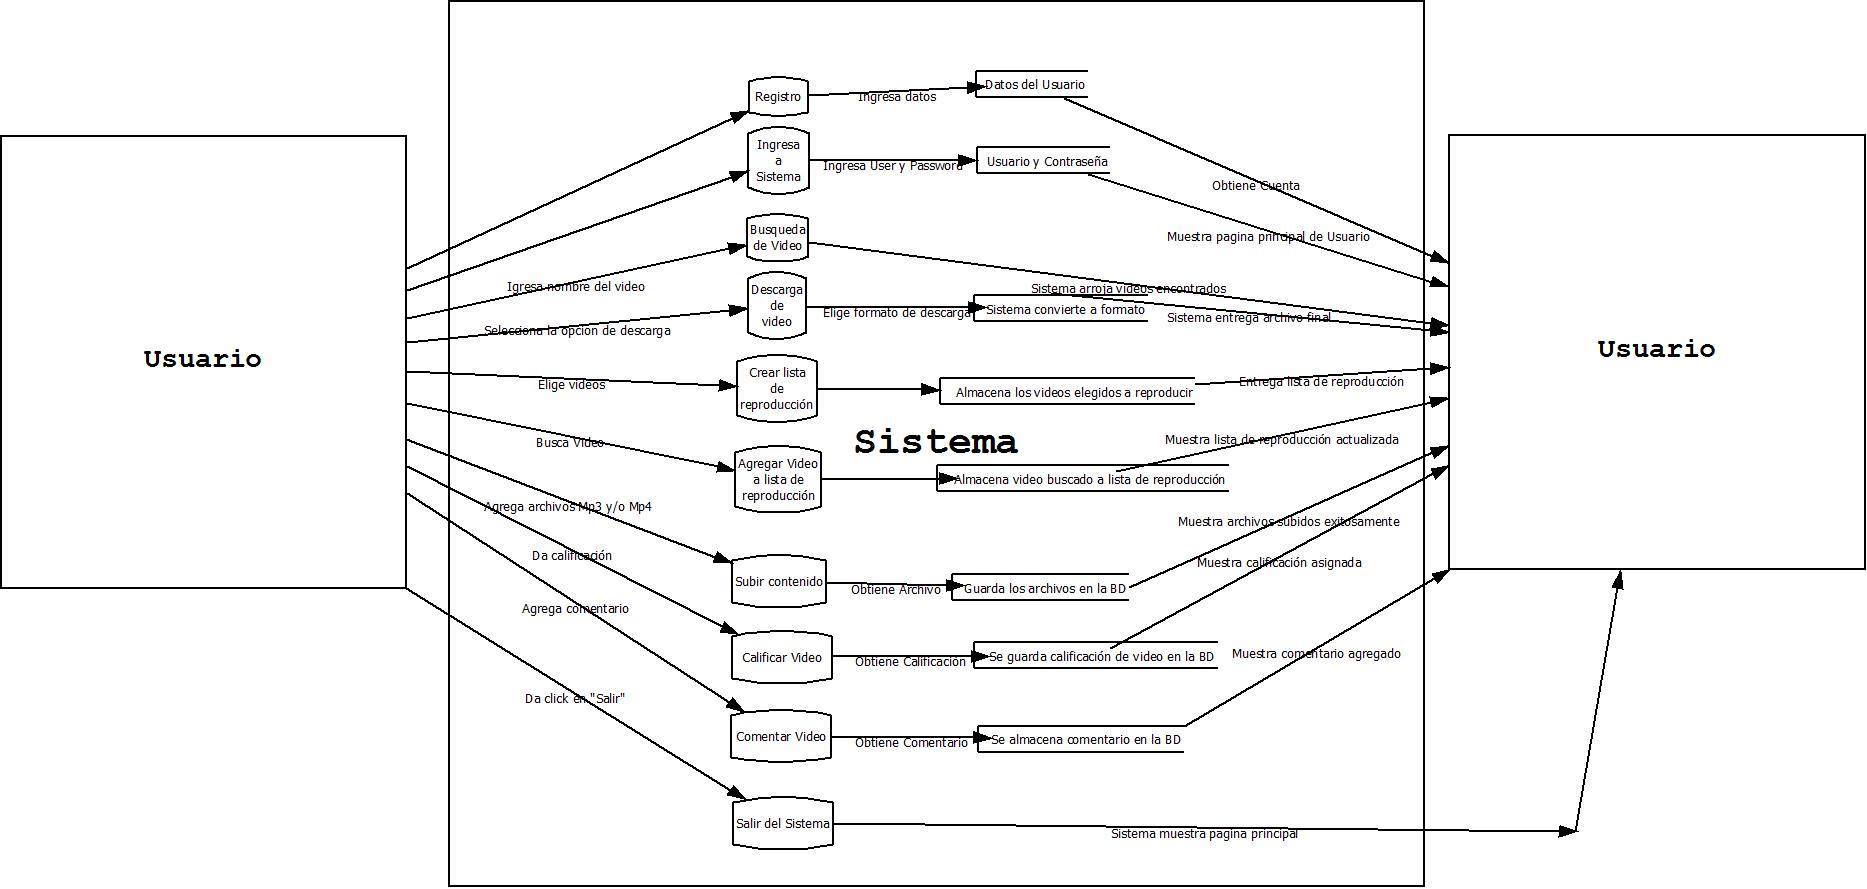 Usuario
Registro
Ingresa datos
Datos del Usuario
Obtiene Cuenta
Ingresa
a
Sistema
Ingresa User y Password
Usuario y Contraseña
Muestra pagina principal de Usuario
Igresa nombre del video
Busqueda
de Video
Sistema arroja videos encontrados
Selecciona la opcion de descarga
Descarga
de
video
Elige formato de descarga
Sistema convierte a formato
Sistema entrega archivo final
Elige videos
Crear lista
de
reproducción
Almacena los videos elegidos a reproducir
Entrega lista de reproducción
Sistema
Busca Video
Agregar Video
a lista de
reproducción
Almacena video buscado a lista de reproducción
Muestra lista de reproducción actualizada
Agrega archivos Mp3 y/o Mp4
Subir contenido
Obtiene Archivo
Guarda los archivos en la BD
Muestra archivos subidos exitosamente
Da calificación
Calificar Video
Obtiene Calificación
Se guarda calificación de video en la BD
Muestra calificación asignada
Agrega comentario
Comentar Video
Obtiene Comentario
Se almacena comentario en la BD
Muestra comentario agregado
Da click en "Salir"
Salir del Sistema
Sistema muestra pagina principal
Usuario